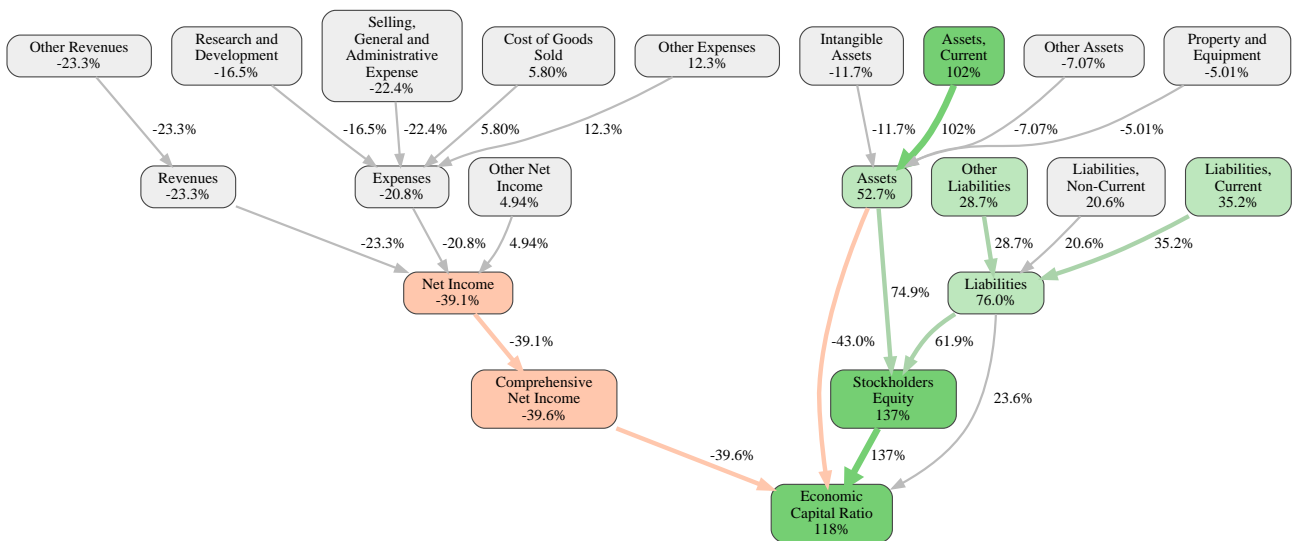 Other Revenues
-23.3%
Research and
Development
-16.5%
Selling,
General and
Administrative
Expense
-22.4%
Cost of Goods
Sold
5.80%
Other Expenses
12.3%
Intangible
Assets
-11.7%
Assets,
Current
102%
Other Assets
-7.07%
Property and
Equipment
-5.01%
-23.3%
-16.5%
-22.4%
5.80%
12.3%
-11.7%
102%
-7.07%
-5.01%
Revenues
-23.3%
Expenses
-20.8%
Other Net
Income
4.94%
Assets
52.7%
Other
Liabilities
28.7%
Liabilities,
Non-Current
20.6%
Liabilities,
Current
35.2%
-23.3%
-20.8%
4.94%
28.7%
20.6%
35.2%
Net Income
-39.1%
74.9%
Liabilities
76.0%
-39.1%
-43.0%
61.9%
Comprehensive
Net Income
-39.6%
Stockholders
Equity
137%
23.6%
-39.6%
137%
Economic
Capital Ratio
118%